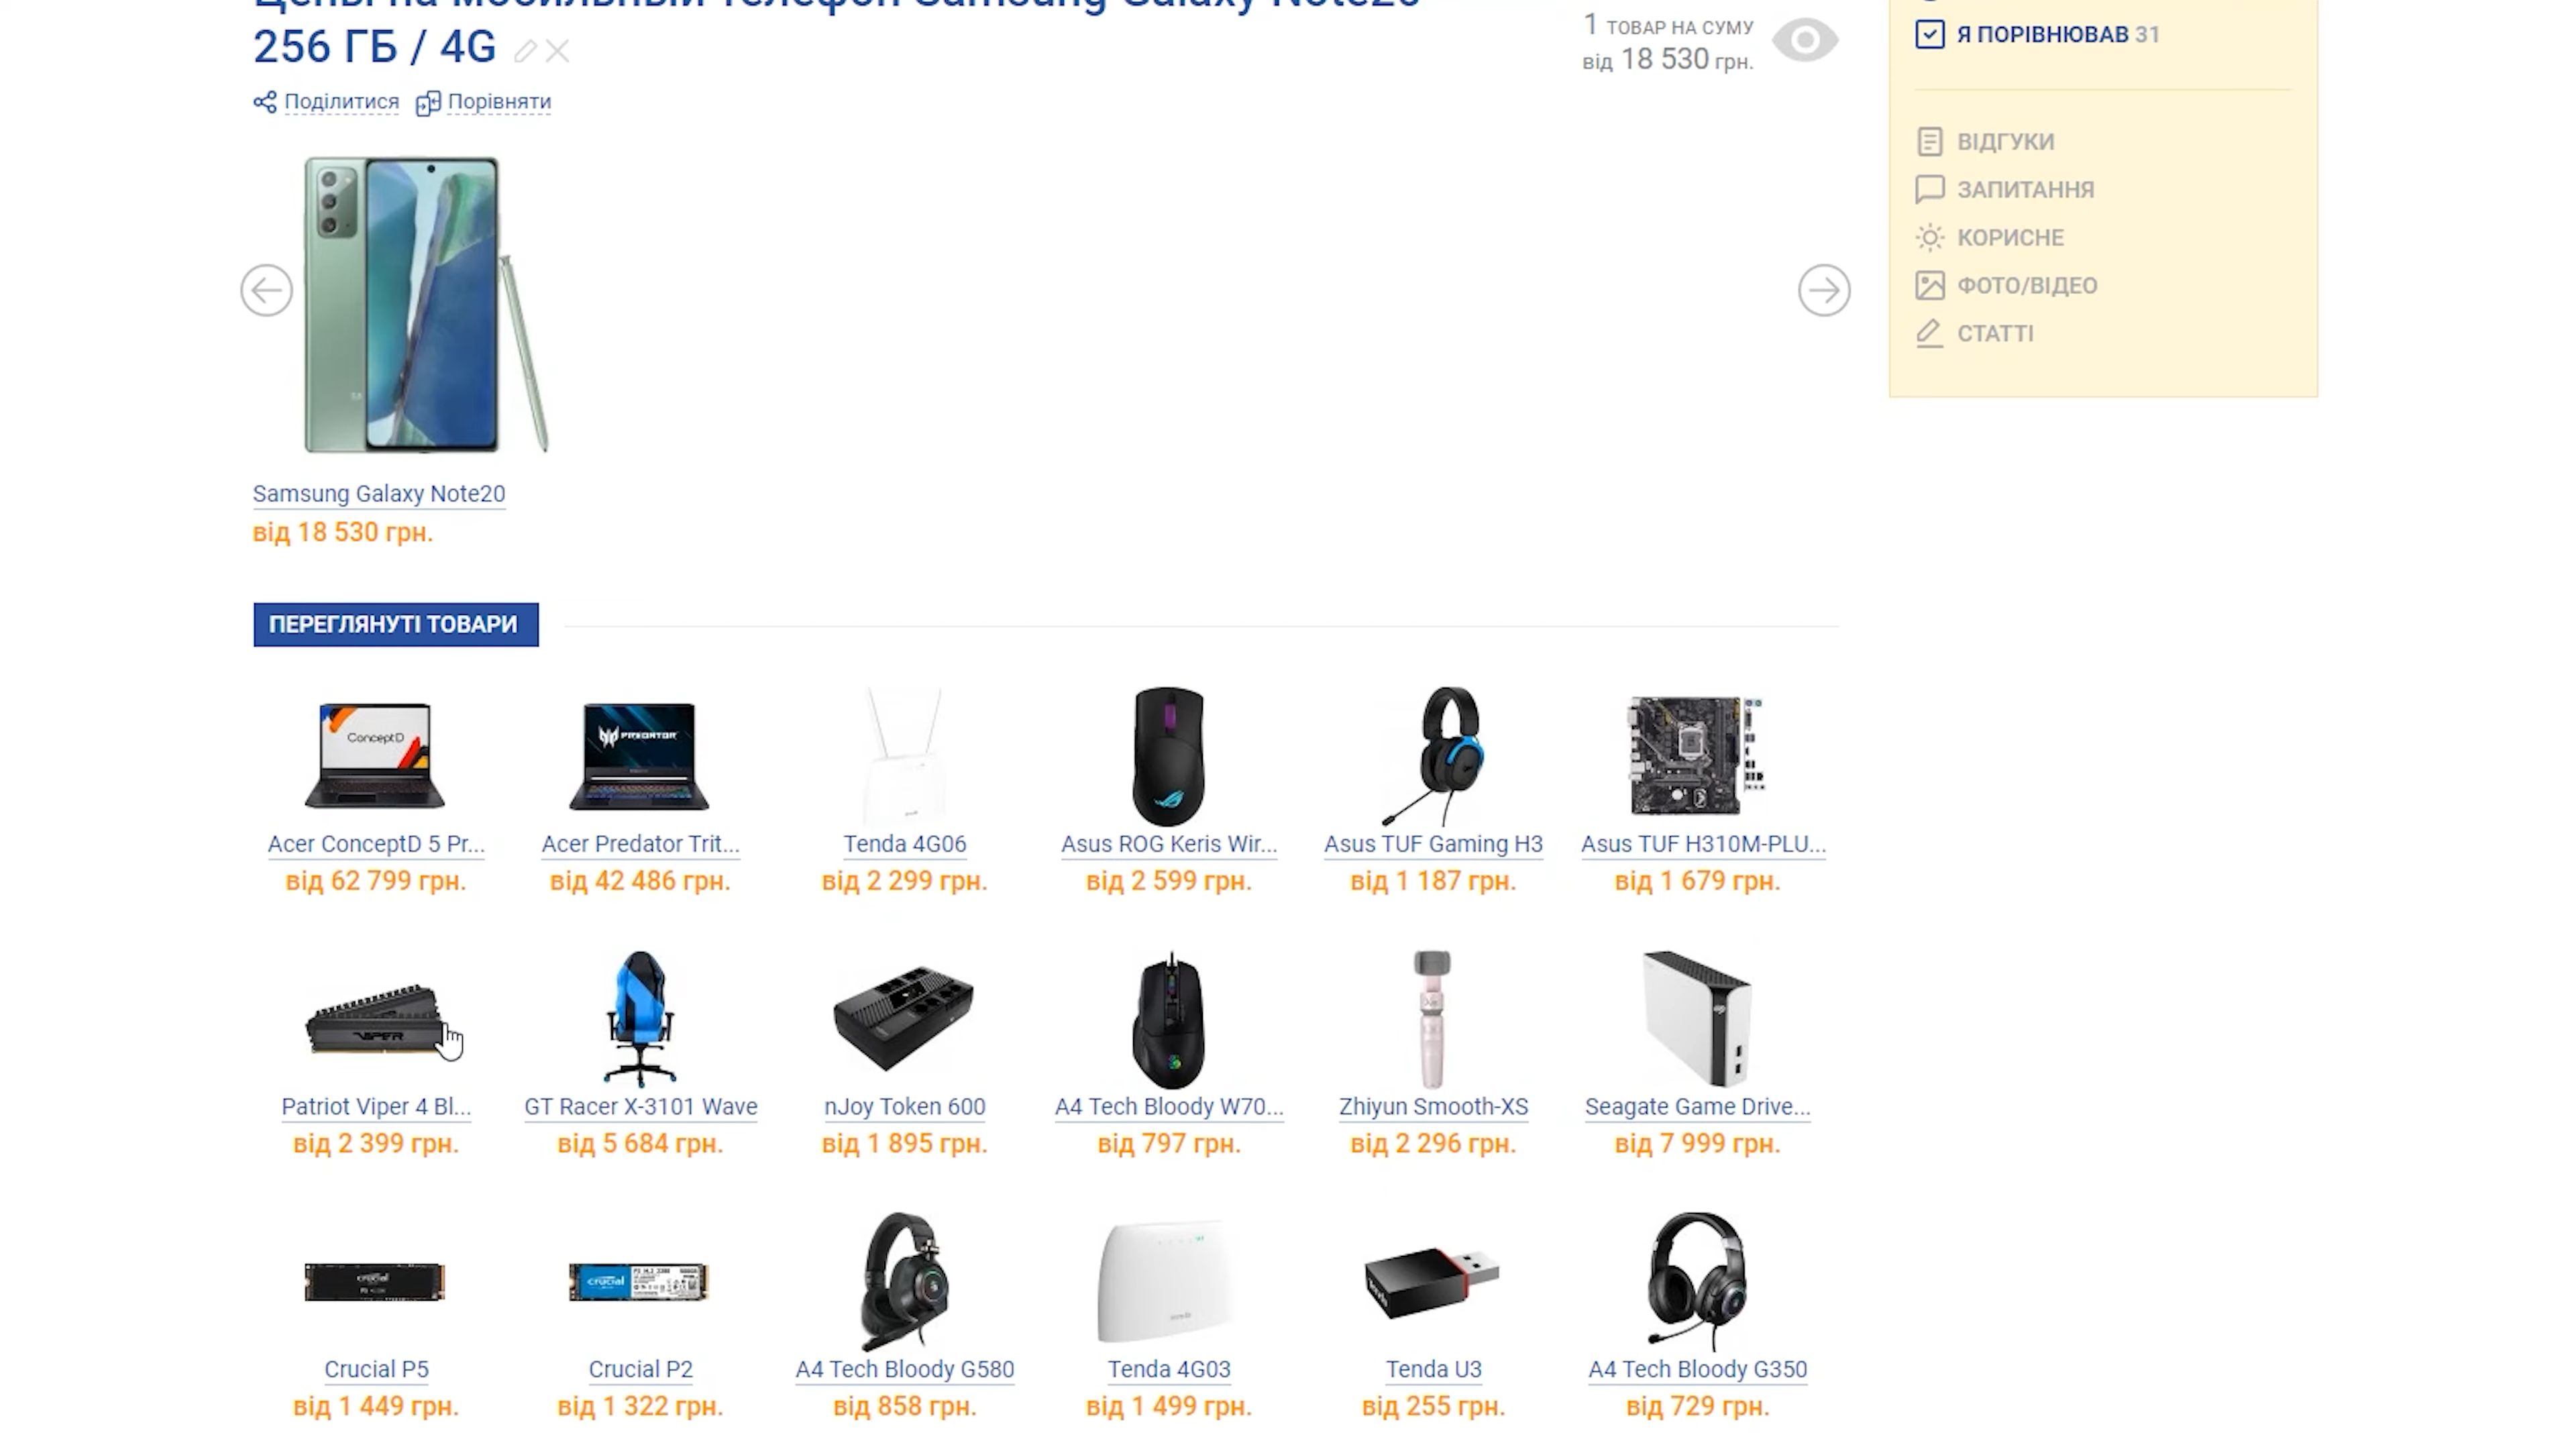 Цены на мобильный телефон Samsung Galaxy Note20
256 ГБ / 4G
1 ТОВАР НА СУМУ
від 18 530 грн.
Поділитися Порівняти
Samsung Galaxy Note20
від 18 530 грн.
Я ПОРІВНЮВАВ 31
ВІДГУКИ
ЗАПИТАННЯ
КОРИСНЕ
ФОТО/ВІДЕО
СТАТТІ
ПЕРЕГЛЯНУТІ ТОВАРИ
ConceptD
PREDATOR
Acer ConceptD 5 Pr... Acer Predator Trit... Tenda 4G06 Asus ROG Keris Wir... Asus TUF Gaming H3 Asus TUF H310M-PLU...
від 62 799 грн. від 42 486 грн. від 2 299 грн. від 2 599 грн. від 1 187 грн. від 1 679 грн.
VIPER
Patriot Viper 4 Bl... GT Racer X-3101 Wave nJoy Token 600 A4 Tech Bloody W70... Zhiyun Smooth-XS Seagate Game Drive...
від 2 399 грн. від 5 684 грн. від 1 895 грн. від 797 грн. від 2 296 грн. від 7 999 грн.
crucial crucial
Crucial P5 Crucial P2 A4 Tech Bloody G580 Tenda 4G03 Tenda U3 A4 Tech Bloody G350
від 1 449 грн. від 1 322 грн. від 858 грн. від 1 499 грн. від 255 грн. від 729 грн.